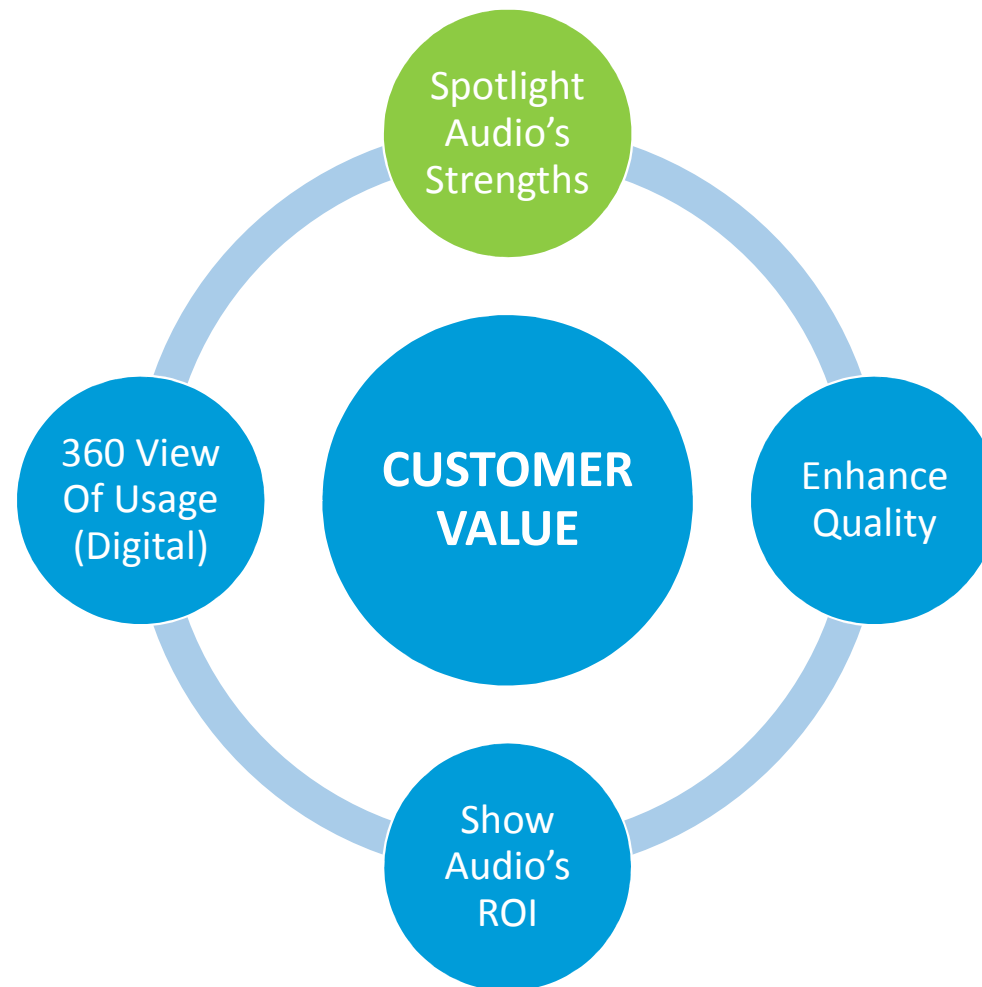 Spotlight
Audio’s
Strengths
360 View
Of Usage
(Digital)
CUSTOMER
VALUE
Enhance
Quality
Show
Audio’s
ROI